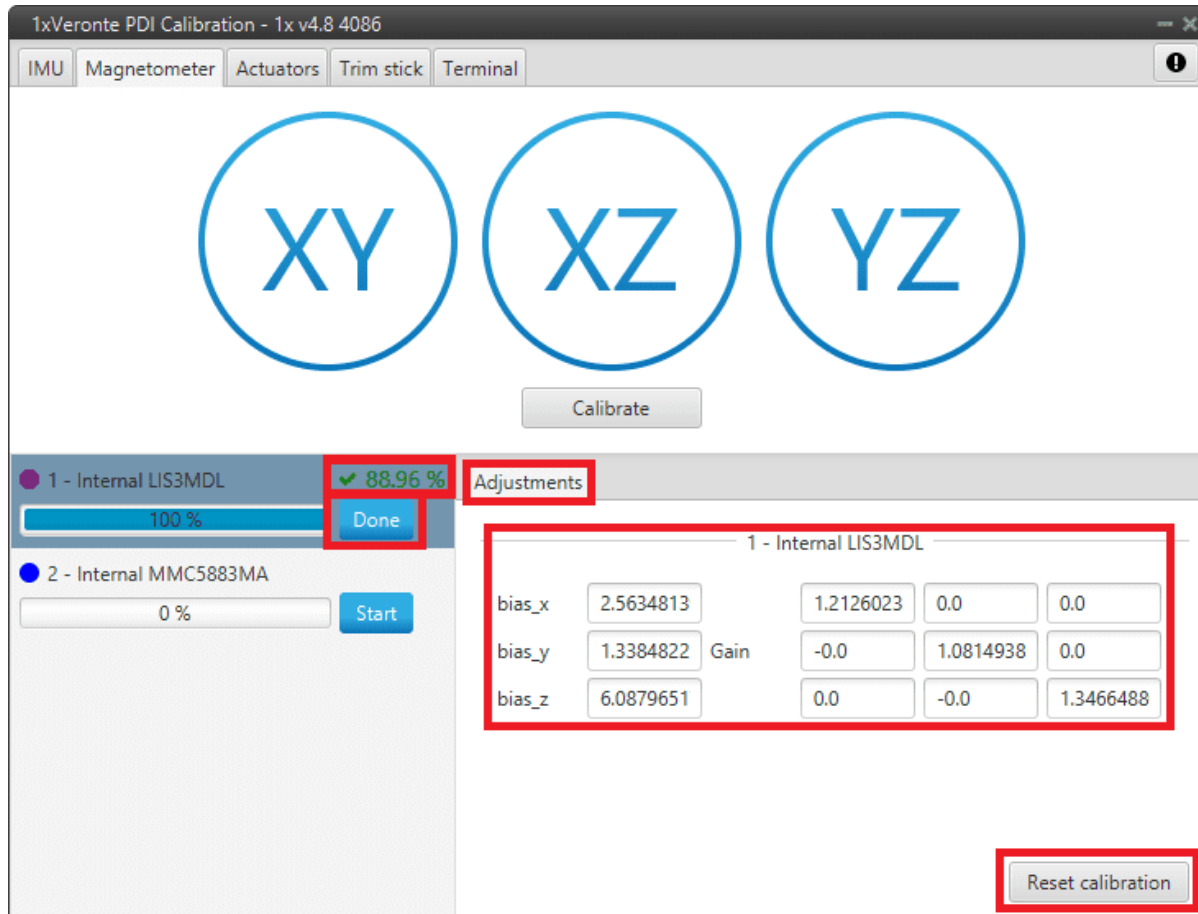 1xVeronte PDI Calibration - 1x v4.8 4086
IMU Magnetometer Actuators Trim stick Terminal
XY XZ YZ
Calibrate
1 - Internal LIS3MDL 88.96 %
100 % Done
2 - Internal MMC5883MA
0 % Start
Adjustments
1 - Internal LIS3MDL
bias_x 2.5634813 1.2126023 0.0 0.0
bias_y 1.3384822 Gain -0.0 1.0814938 0.0
bias_z 6.0879651 0.0 -0.0 1.3466488
Reset calibration